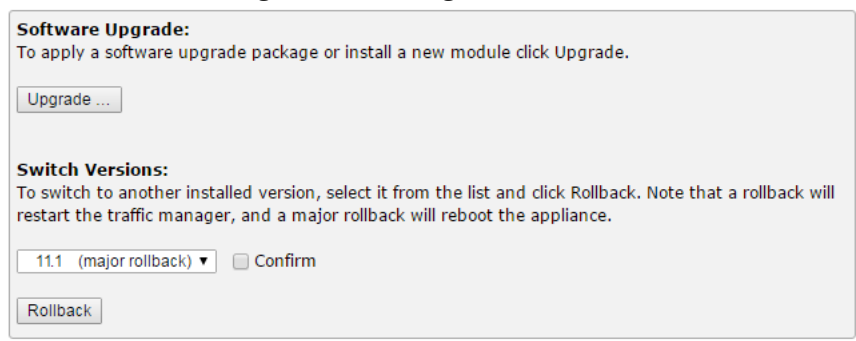 Software Upgrade:
To apply a software upgrade package or install a new module click Upgrade.
Upgrade ...
Switch Versions:
To switch to another installed version, select it from the list and click Rollback. Note that a rollback will
restart the traffic manager, and a major rollback will reboot the appliance.
11.1 (major rollback) ▼ Confirm
Rollback